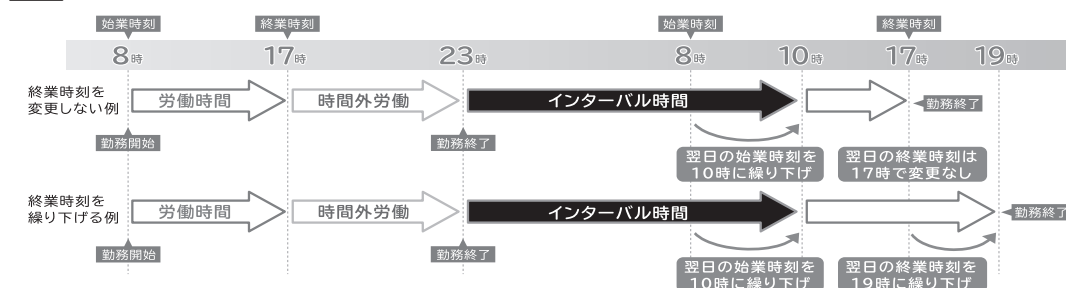 始業時刻 終業時刻 始業時刻 終業時刻
8時 17時 23時 8時 10時 17時 19時
終業時刻を
変更しない例
労働時間 時間外労働 インターバル時間
勤務終了
勤務開始 勤務終了
翌日の始業時刻を
10時に繰り下げ
翌日の終業時刻は
17時で変更なし
終業時刻を
繰り下げる例
労働時間 時間外労働 インターバル時間
勤務終了
勤務開始 勤務終了
翌日の始業時刻を
10時に繰り下げ
翌日の終業時刻を
19時に繰り下げ